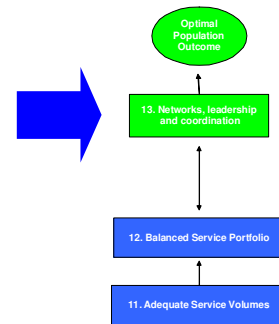 Optimal
Population
Outcome
13. Networks, leadership
and coordination
12. Balanced Service Portfolio
11. Adequate Service Volumes